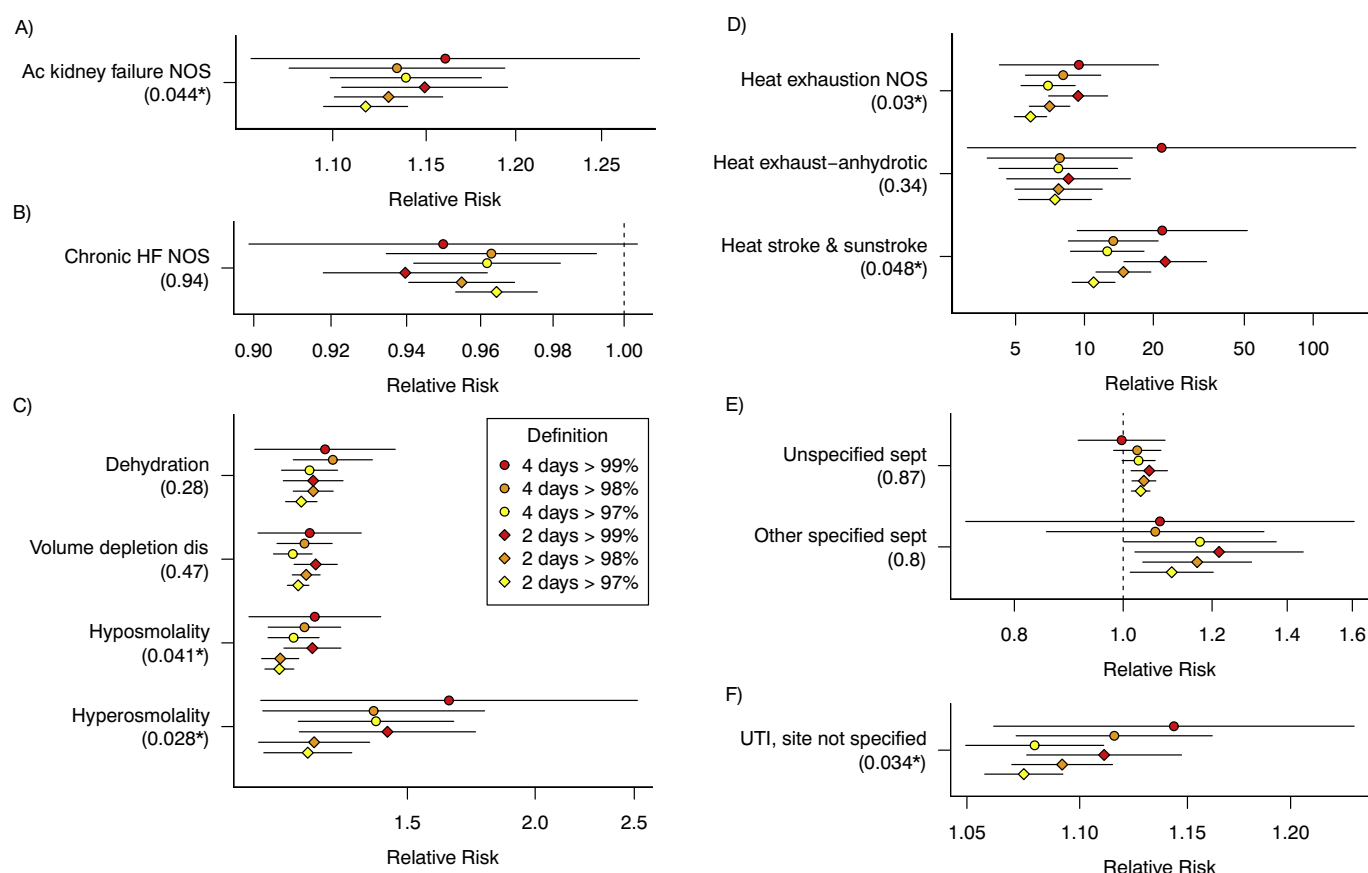 A)
Ac kidney failure NOS
(0.044*)
1.10 1.15 1.20 1.25
Relative Risk
B)
Chronic HF NOS
(0.94)
0.90 0.92 0.94 0.96 0.98 1.00
Relative Risk
C)
Definition
4 days > 99%
4 days > 98%
4 days > 97%
2 days > 99%
2 days > 98%
2 days > 97%
Dehydration
(0.28)
Volume depletion dis
(0.47)
Hyposmolality
(0.041*)
Hyperosmolality
(0.028*)
1.5 2.0 2.5
Relative Risk
D)
Heat exhaustion NOS
(0.03*)
Heat exhaust−anhydrotic
(0.34)
Heat stroke & sunstroke
(0.048*)
5 10 20 50 100
Relative Risk
E)
Unspecified sept
(0.87)
Other specified sept
(0.8)
0.8 1.0 1.2 1.4 1.6
Relative Risk
F)
UTI, site not specified
(0.034*)
1.05 1.10 1.15 1.20
Relative Risk